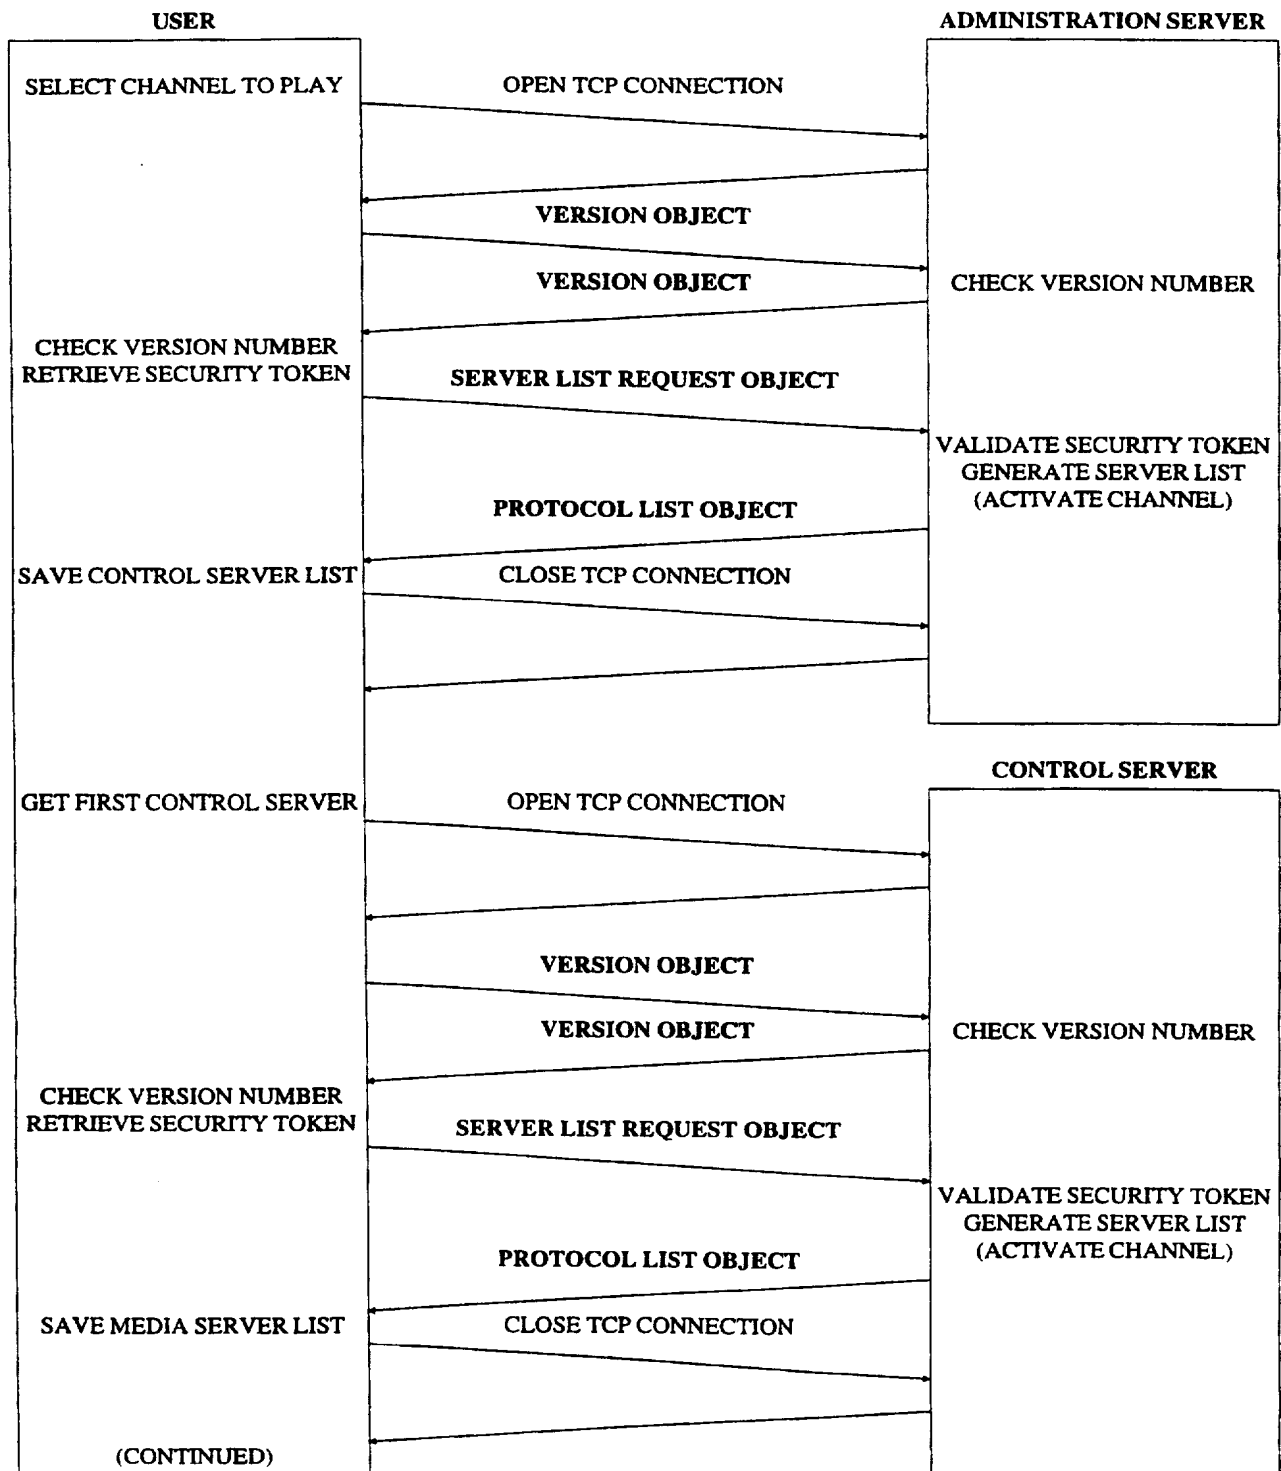 USER
ADMINISTRATION SERVER
SELECT CHANNEL TO PLAY
OPEN TCP CONNECTION
VERSION OBJECT
VERSION OBJECT
CHECK VERSION NUMBER
CHECK VERSION NUMBER
RETRIEVE SECURITY TOKEN
SERVER LIST REQUEST OBJECT
VALIDATE SECURITY TOKEN
GENERATE SERVER LIST
(ACTIVATE CHANNEL)
PROTOCOL LIST OBJECT
SAVE CONTROL SERVER LIST
CLOSE TCP CONNECTION
CONTROL SERVER
GET FIRST CONTROL SERVER
OPEN TCP CONNECTION
VERSION OBJECT
VERSION OBJECT
CHECK VERSION NUMBER
CHECK VERSION NUMBER
RETRIEVE SECURITY TOKEN
SERVER LIST REQUEST OBJECT
VALIDATE SECURITY TOKEN
GENERATE SERVER LIST
(ACTIVATE CHANNEL)
PROTOCOL LIST OBJECT
SAVE MEDIA SERVER LIST
CLOSE TCP CONNECTION
(CONTINUED)